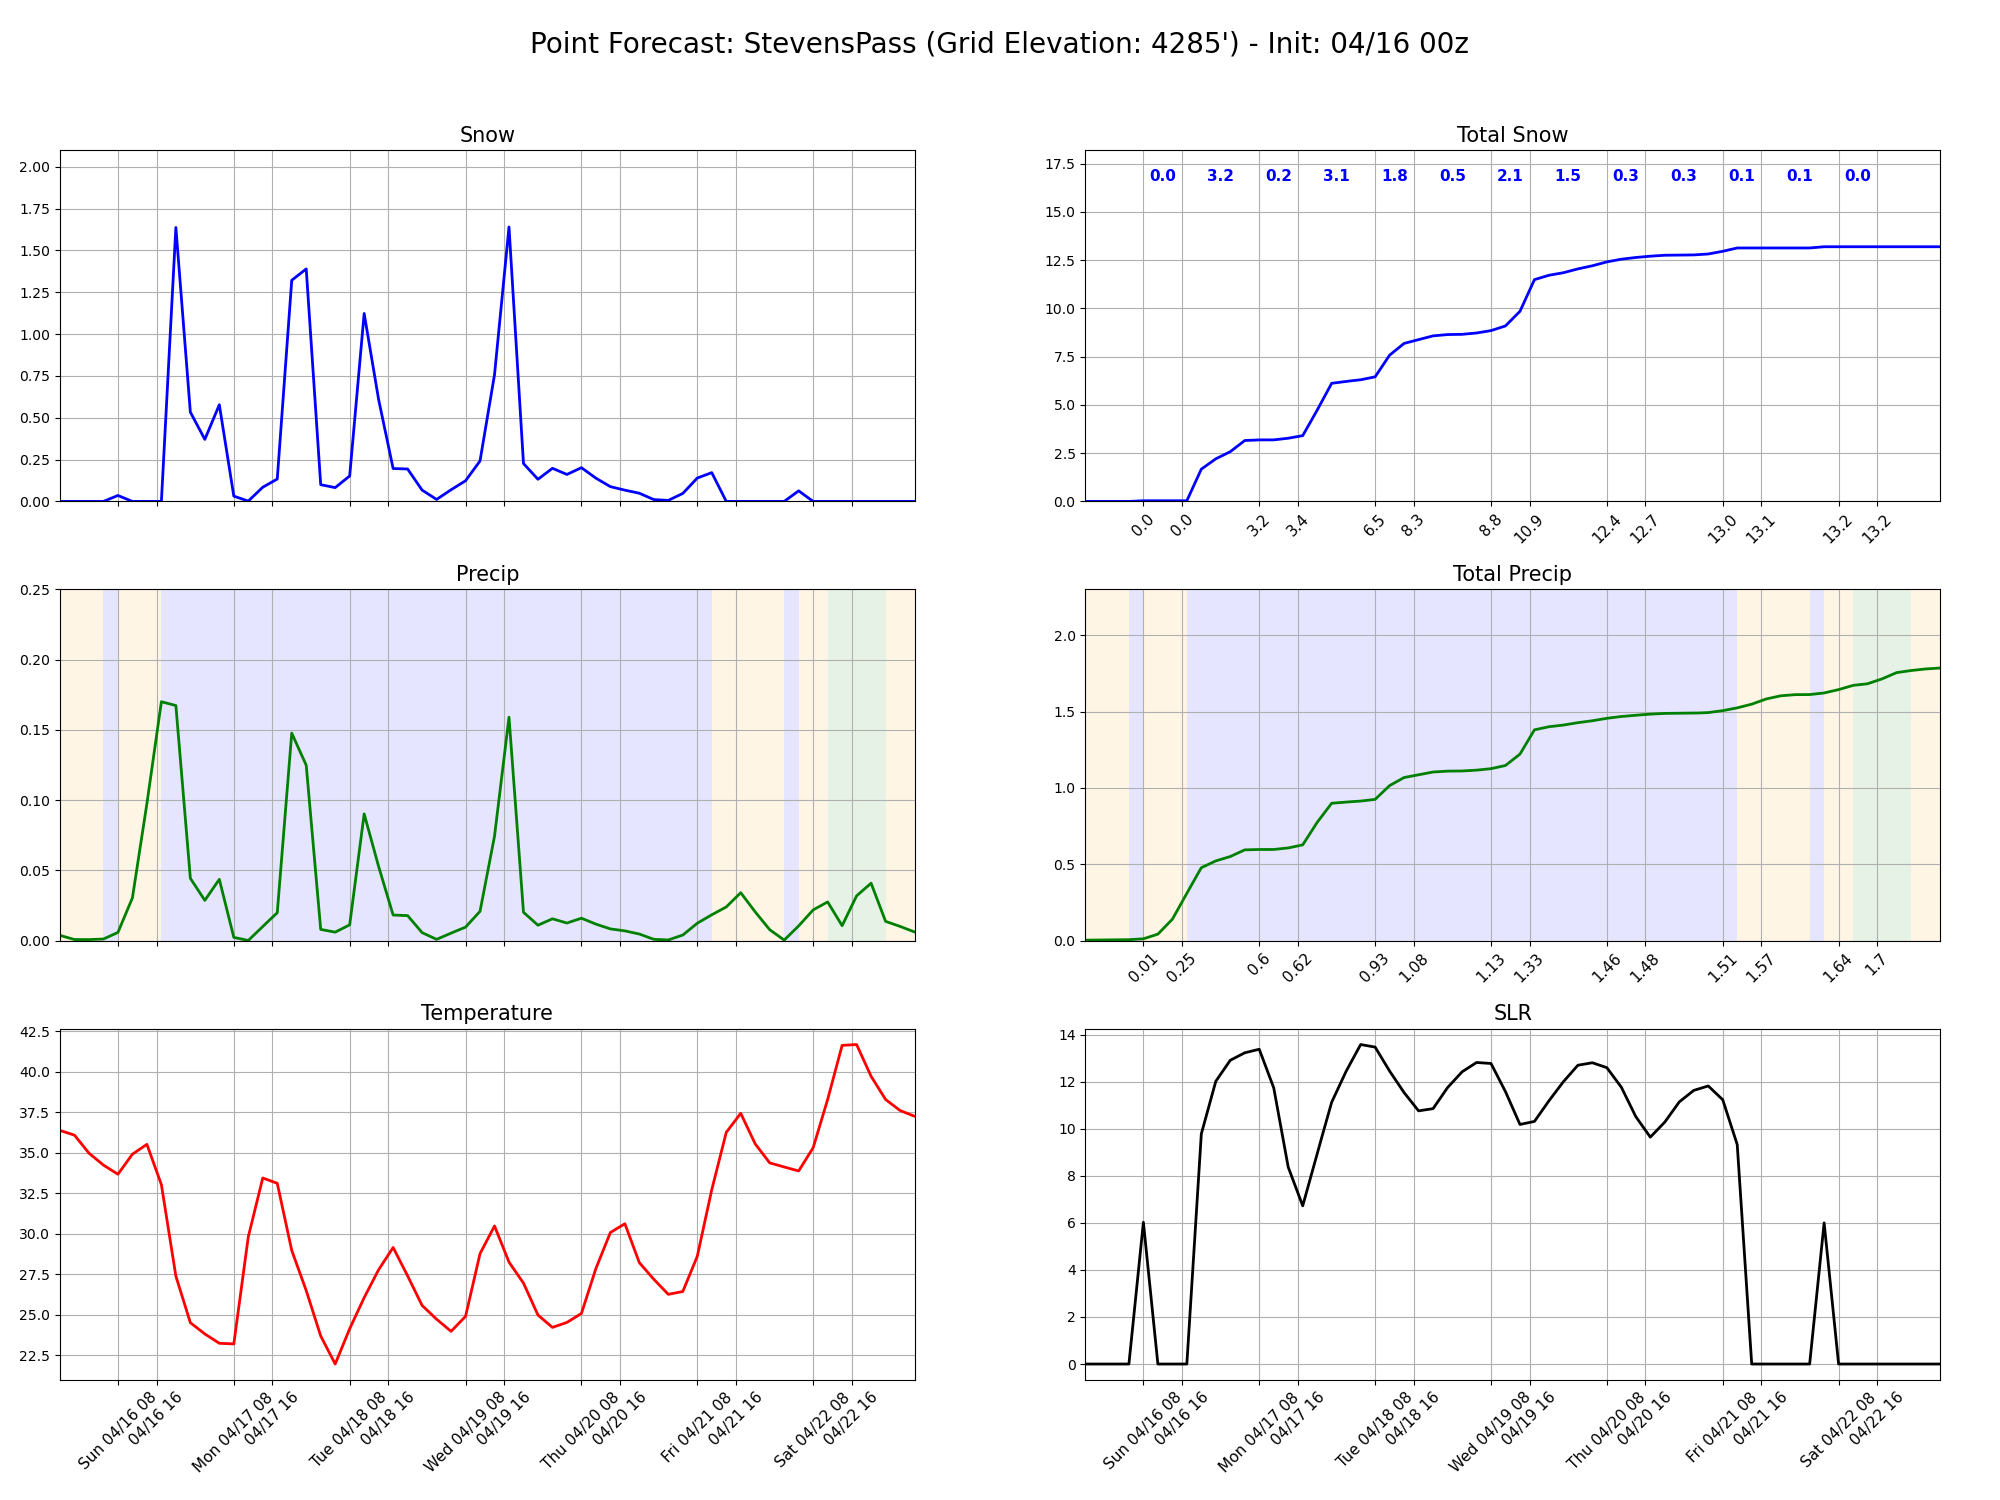 Point Forecast: StevensPass (Grid Elevation: 4285') - Init: 04/16 00z
Snow
2.00
1.75
1.50
1.25
1.00
0.75
0.50
0.25
0.00
Total Snow
17.5
15.0
12.5
10.0
7.5
5.0
2.5
0.0
0.0 3.2 0.2 3.1 1.8 0.5 2.1 1.5 0.3 0.3 0.1 0.1 0.0
0.0 0.0 3.2 3.4 6.5 8.3 8.8 10.9 12.4 12.7 13.0 13.1 13.2 13.2
Precip
0.25
0.20
0.15
0.10
0.05
0.00
Total Precip
2.0
1.5
1.0
0.5
0.0
0.01 0.25 0.6 0.62 0.93 1.08 1.13 1.33 1.46 1.48 1.51 1.57 1.64 1.7
Temperature
42.5
40.0
37.5
35.0
32.5
30.0
27.5
25.0
22.5
Sun 04/16 08
04/16 16
Mon 04/17 08
04/17 16
Tue 04/18 08
04/18 16
Wed 04/19 08
04/19 16
Thu 04/20 08
04/20 16
Fri 04/21 08
04/21 16
Sat 04/22 08
04/22 16
SLR
14
12
10
8
6
4
2
0
Sun 04/16 08
04/16 16
Mon 04/17 08
04/17 16
Tue 04/18 08
04/18 16
Wed 04/19 08
04/19 16
Thu 04/20 08
04/20 16
Fri 04/21 08
04/21 16
Sat 04/22 08
04/22 16